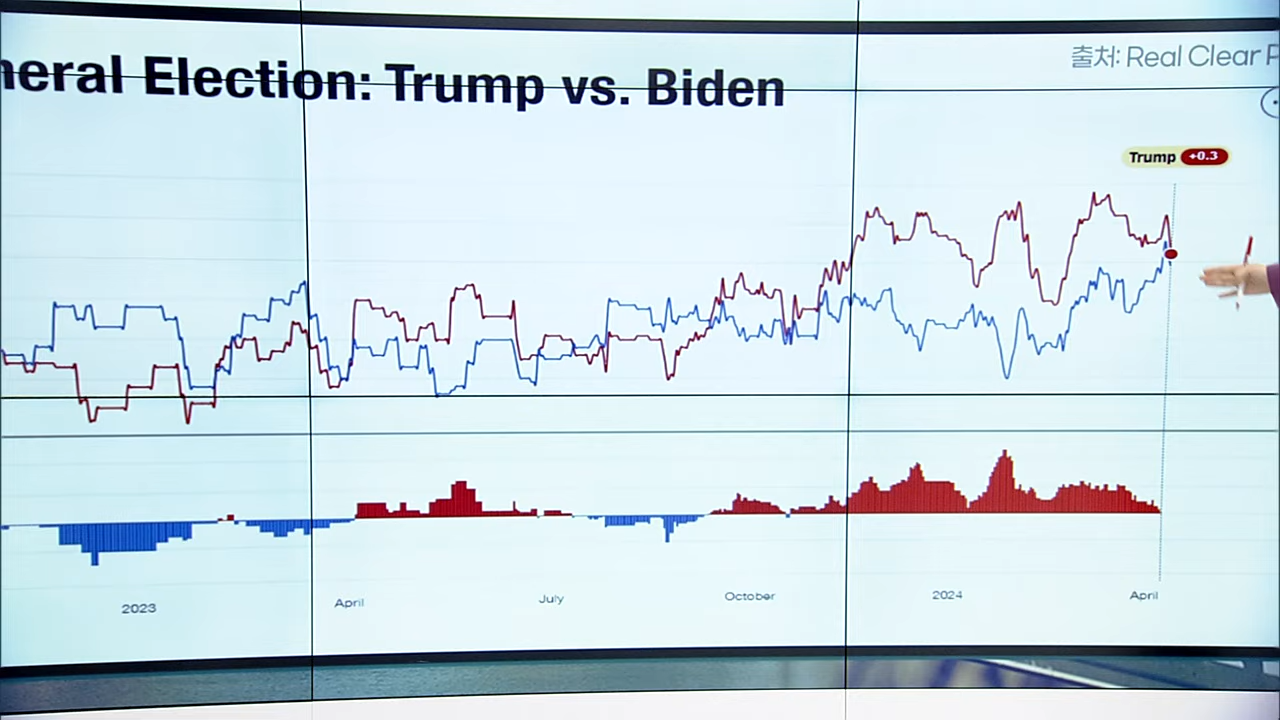 neral Election: Trump vs. Biden
출처: Real Clear P
Trump +0.3
2023 April July October 2024 April